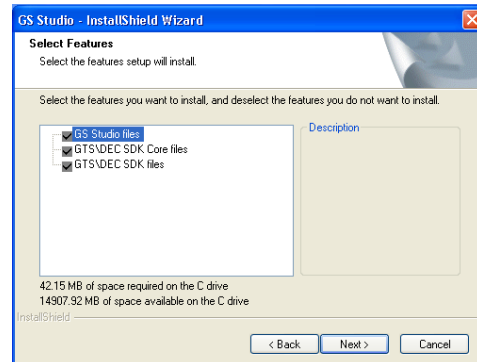 GS Studio - InstallShield Wizard
Select Features
Select the features setup will install.
Select the features you want to install, and deselect the features you do not want to install.
GS Studio files
GTS\DEC SDK Core files
GTS\DEC SDK files
Description
42.15 MB of space required on the C drive
14907.92 MB of space available on the C drive
InstallShield
< Back
Next >
Cancel